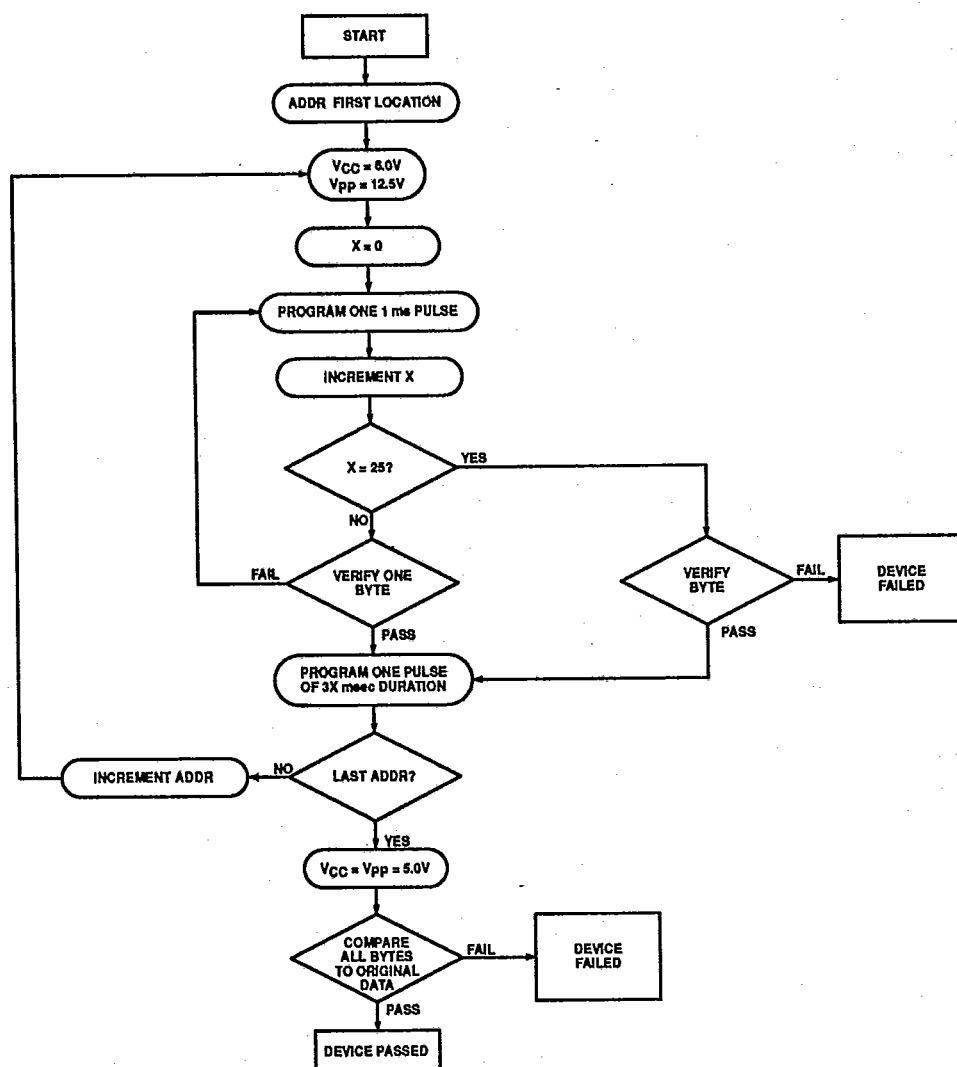 START
ADDR FIRST LOCATION
VCC = 6.0V
VPP = 12.5V
X = 0
PROGRAM ONE 1 ms PULSE
INCREMENT X
X = 25?
YES
NO
VERIFY ONE
BYTE
FAIL
PASS
VERIFY
BYTE
FAIL
PASS
DEVICE
FAILED
PROGRAM ONE PULSE
OF 3X msec DURATION
LAST ADDR?
NO
INCREMENT ADDR
YES
VCC = VPP = 5.0V
COMPARE
ALL BYTES
TO ORIGINAL
DATA
FAIL
DEVICE
FAILED
PASS
DEVICE PASSED